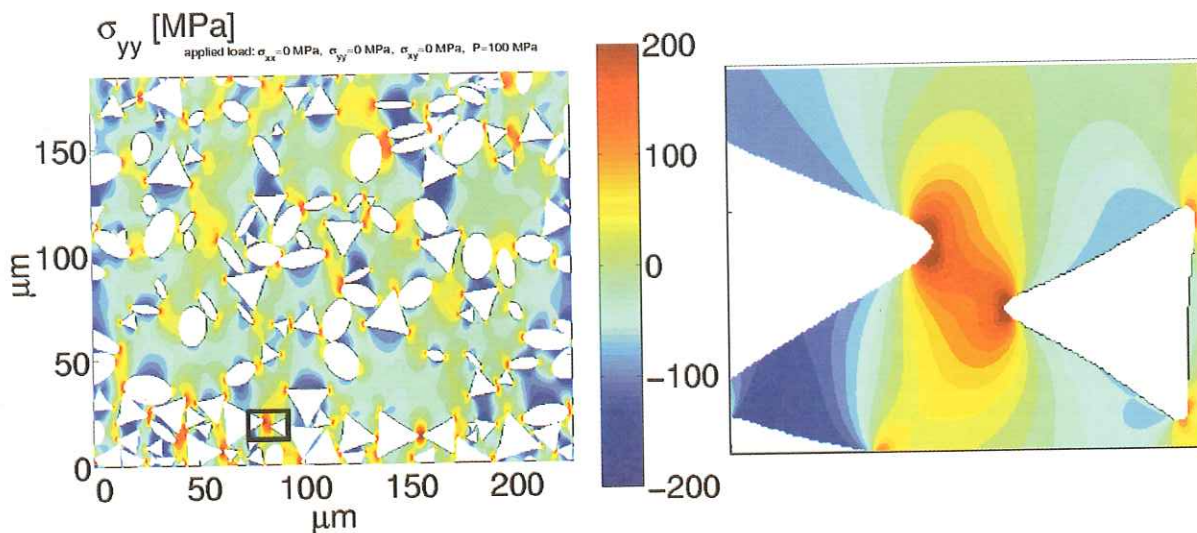 σyy [MPa]
applied load: σxx=0 MPa, σyy=0 MPa, σxy=0 MPa, P=100 MPa
150
100
50
0
μm
0 50 100 150 200
μm
200
100
0
−100
−200